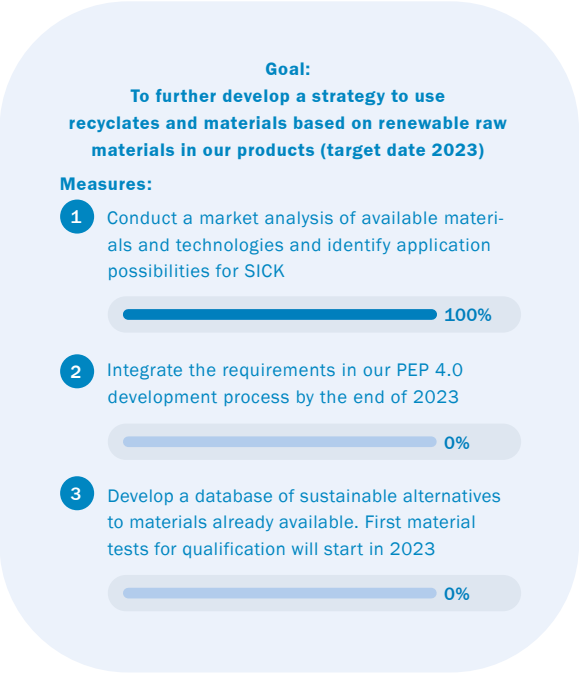 Goal:
To further develop a strategy to use
recyclates and materials based on renewable raw
materials in our products (target date 2023)
Measures:
1 Conduct a market analysis of available materi-
als and technologies and identify application
possibilities for SICK
100%
2 Integrate the requirements in our PEP 4.0
development process by the end of 2023
0%
3 Develop a database of sustainable alternatives
to materials already available. First material
tests for qualification will start in 2023
0%